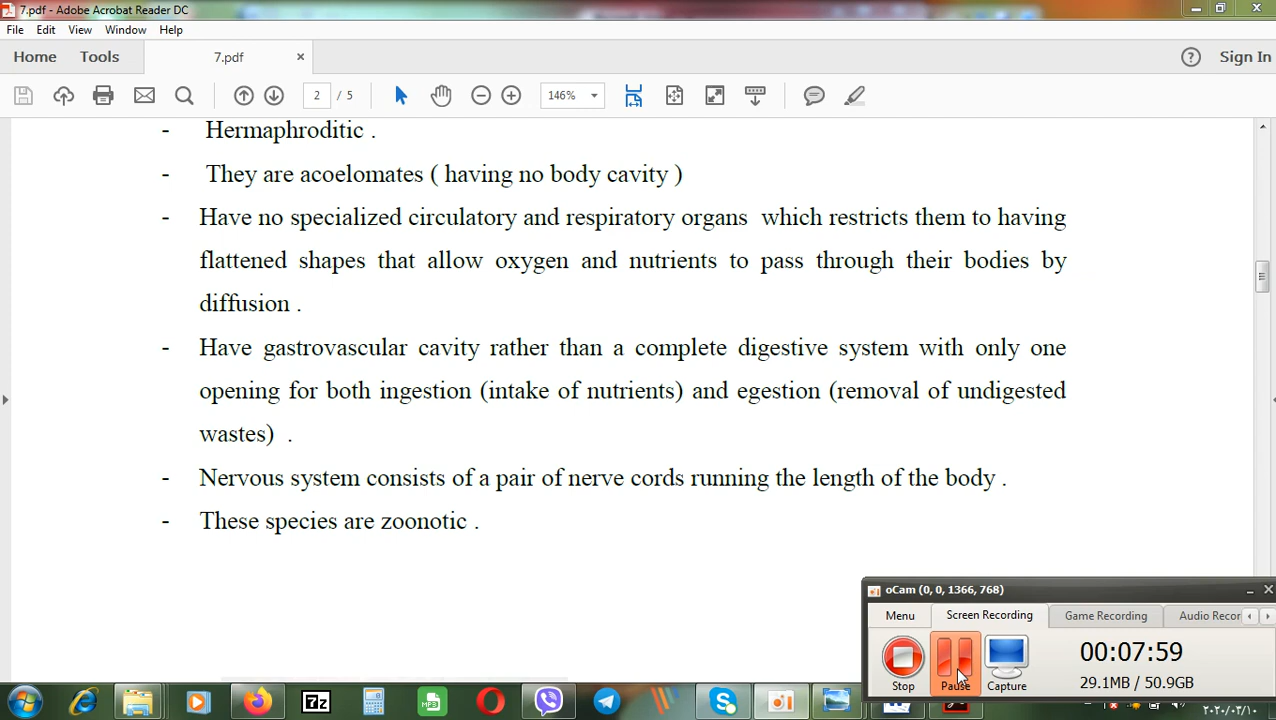 7.pdf - Adobe Acrobat Reader DC
File Edit View Window Help
Home Tools 7.pdf × Sign In
2 / 5 146%
- Hermaphroditic .
- They are acoelomates ( having no body cavity )
- Have no specialized circulatory and respiratory organs which restricts them to having
flattened shapes that allow oxygen and nutrients to pass through their bodies by
diffusion .
- Have gastrovascular cavity rather than a complete digestive system with only one
opening for both ingestion (intake of nutrients) and egestion (removal of undigested
wastes) .
- Nervous system consists of a pair of nerve cords running the length of the body .
- These species are zoonotic .
oCam (0, 0, 1366, 768)
Menu Screen Recording Game Recording Audio Recor
00:07:59
Stop Pause Capture 29.1MB / 50.9GB
7z MP3
٢٠٢٠/٠٣/١٠